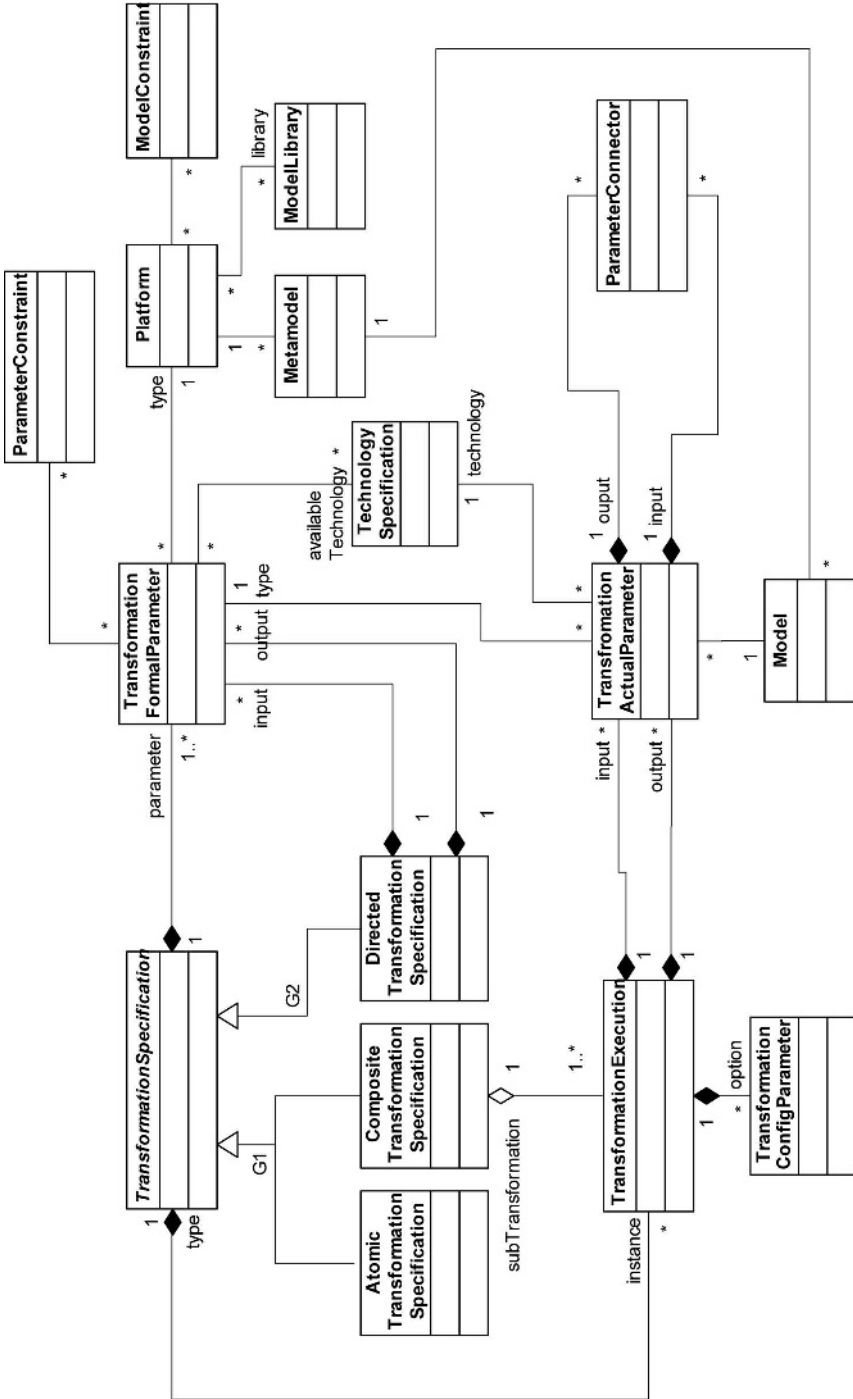 ParameterConstraint
*
TransformationSpecification
1
type
1
parameter
1..*
Transformation
FormalParameter
*
*
type
1
Platform
*
*
ModelConstraint
G1
G2
input
*
output
*
type
1
*
1
*
*
*
library
available
Technology
*
Atomic
Transformation
Specification
Composite
Transformation
Specification
Directed
Transformation
Specification
1
1
Technology
Specification
Metamodel
ModelLibrary
1
technology
1
subTransformation
1
1..*
instance
*
TransformationExecution
1
1
input
*
output
*
Transfromation
ActualParameter
*
*
1
ouput
1
input
ParameterConnector
*
*
1
*
option
*
1
*
Transformation
ConfigParameter
Model